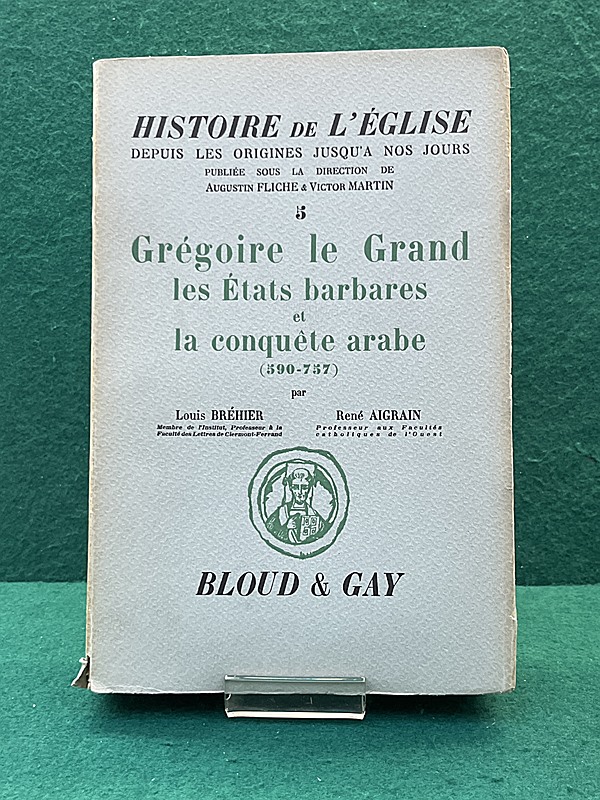 HISTOIRE DE L'ÉGLISE
DEPUIS LES ORIGINES JUSQU'A NOS JOURS
PUBLIÉE SOUS LA DIRECTION DE
AUGUSTIN FLICHE & VICTOR MARTIN
5
Grégoire le Grand
les États barbares
et
la conquête arabe
(590-757)
par
Louis BRÉHIER René AIGRAIN
Membre de l'Institut, Professeur à la Professeur aux Facultés
Faculté des Lettres de Clermont-Ferrand catholiques de l'Ouest
BLOUD & GAY